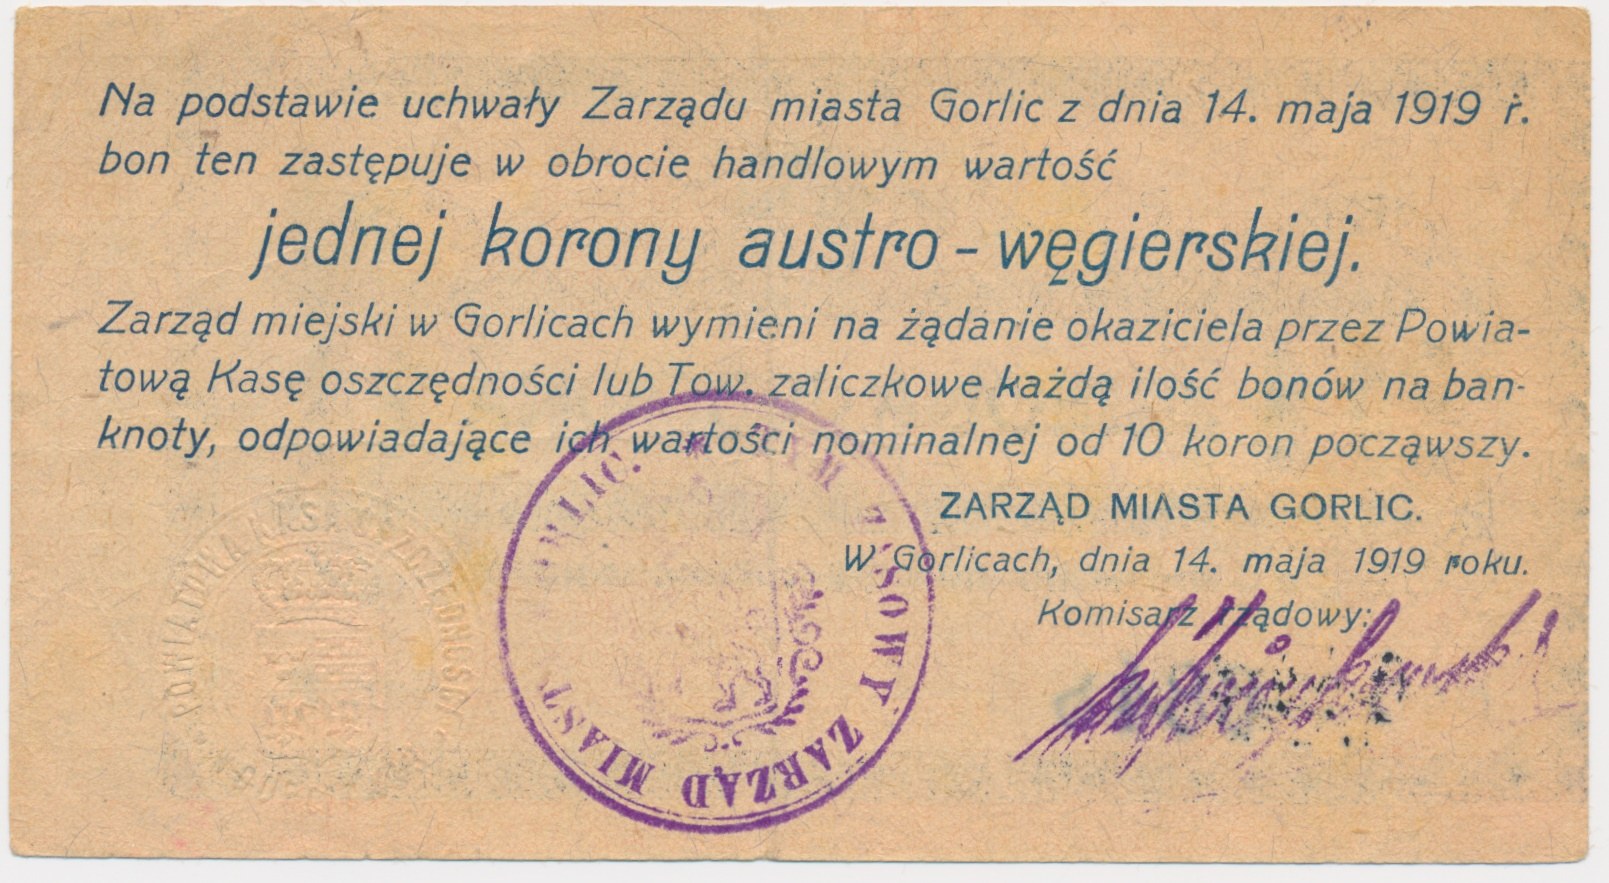 Na podstawie uchwały Zarządu miasta Gorlic z dnia 14. maja 1919 r.
bon ten zastępuje w obrocie handlowym wartość
jednej korony austro-węgierskiej.
Zarząd miejski w Gorlicach wymieni na żądanie okaziciela przez Powia-
tową Kasę oszczędności lub Tow. zaliczkowe każdą ilość bonów na ban-
knoty, odpowiadające ich wartości nominalnej od 10 koron począwszy.
ZARZĄD MIASTA GORLIC.
W Gorlicach, dnia 14. maja 1919 roku.
Komisarz rządowy:
ZARZĄD
POWIATOWA KASA OSZCZĘDNOŚCI